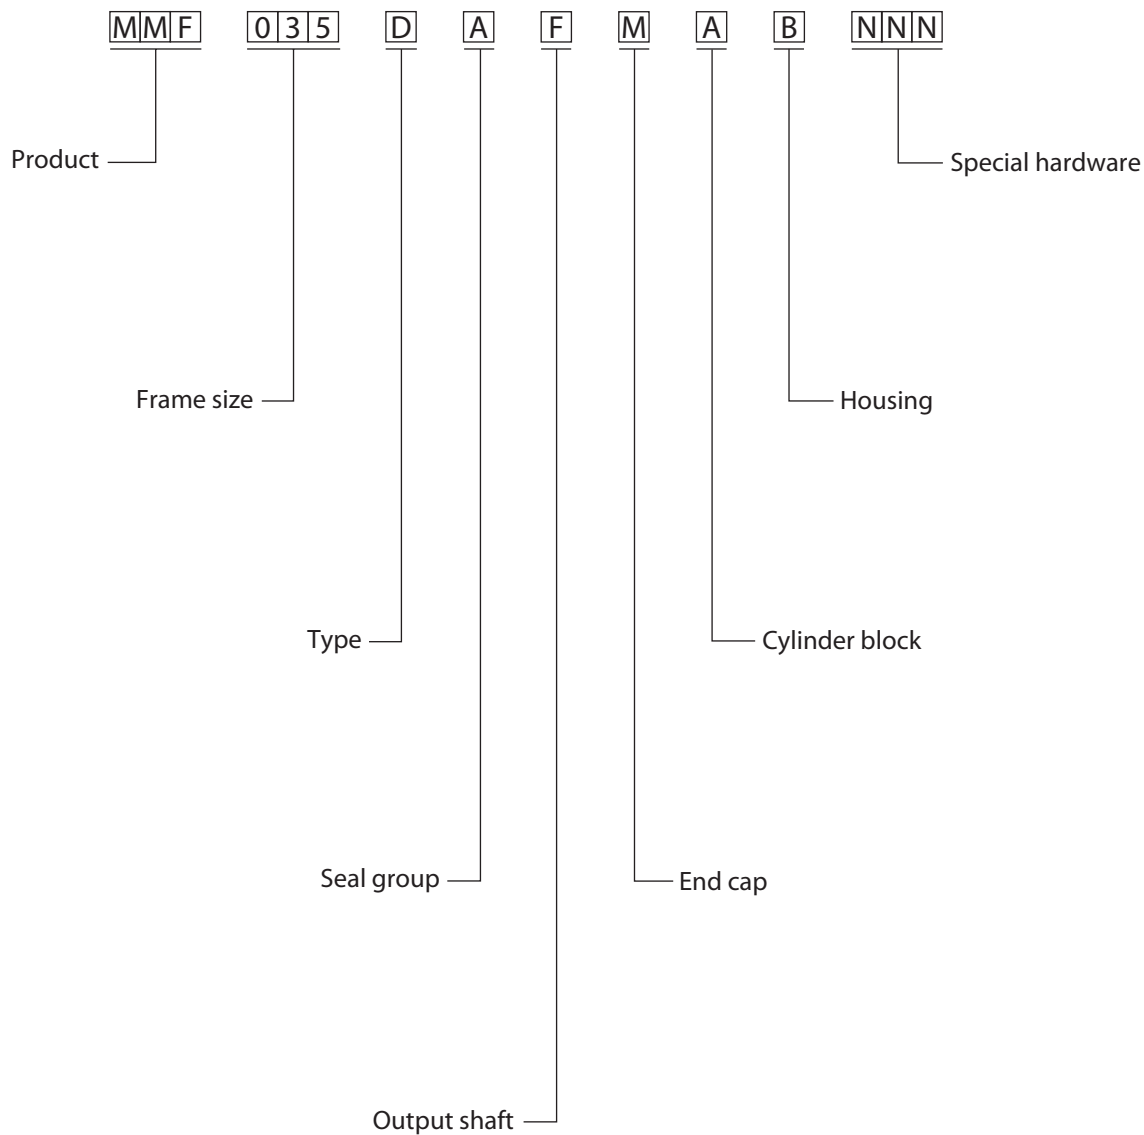 MMF 035 D A F M A B NNN
Product
Special hardware
Frame size
Housing
Type
Cylinder block
Seal group
End cap
Output shaft